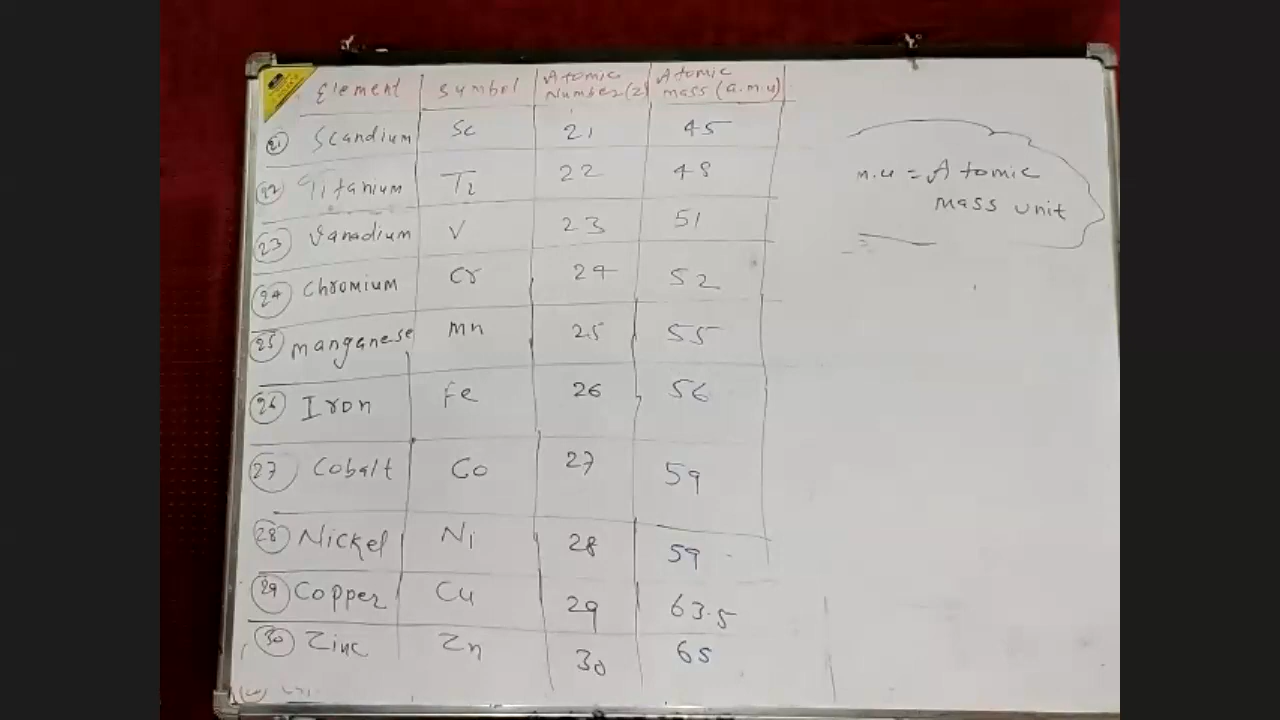 Element Symbol Atomic Number(Z) Atomic mass (a.m.u)
21 Scandium Sc 21 45
22 Titanium Ti 22 48
23 Vanadium V 23 51
24 Chromium Cr 24 52
25 manganese mn 25 55
26 Iron Fe 26 56
27 Cobalt Co 27 59
28 Nickel Ni 28 59
29 Copper Cu 29 63.5
30 Zinc Zn 30 65
m.u = Atomic
mass unit